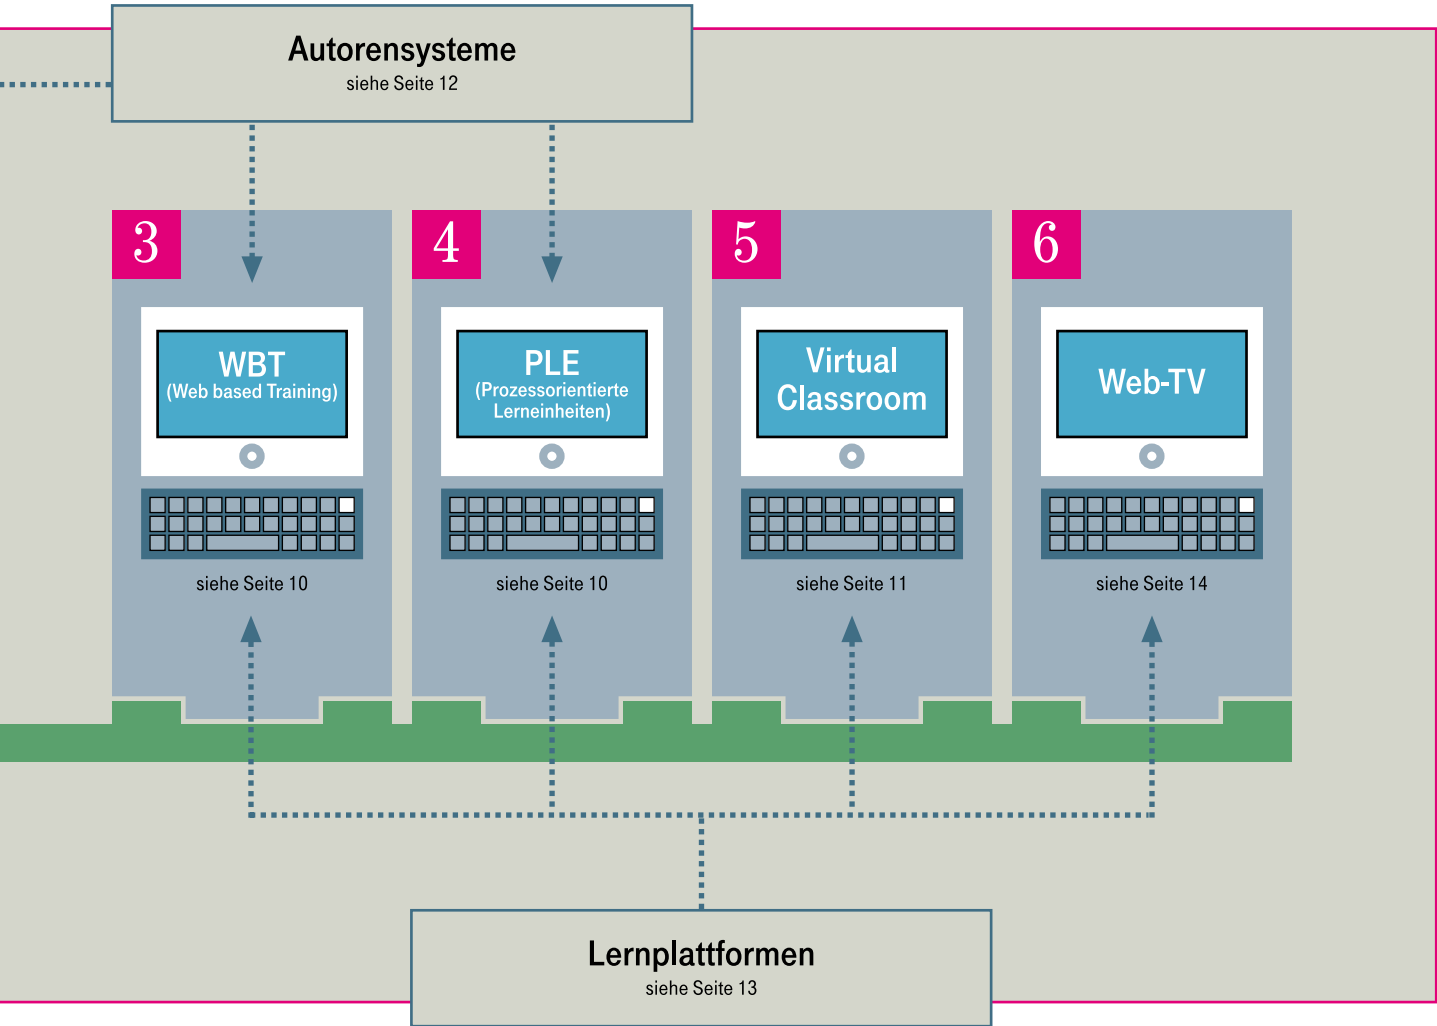 Autorensysteme
siehe Seite 12
3
4
5
6
WBT
(Web based Training)
PLE
(Prozessorientierte
Lerneinheiten)
Virtual
Classroom
Web-TV
siehe Seite 10
siehe Seite 10
siehe Seite 11
siehe Seite 14
Lernplattformen
siehe Seite 13